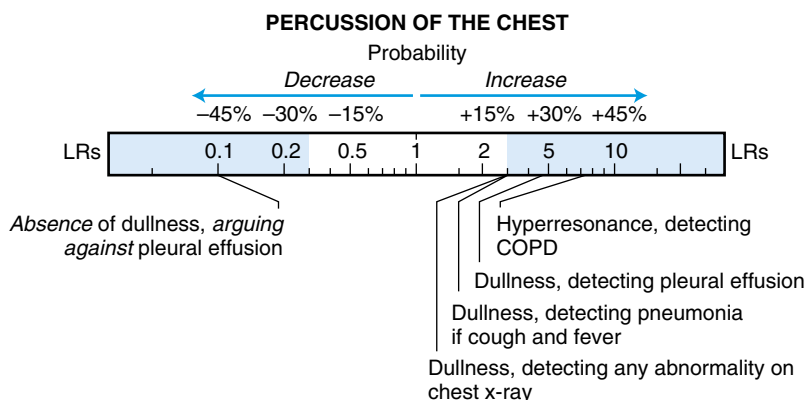 PERCUSSION OF THE CHEST
Probability
Decrease Increase
–45% –30% –15% +15% +30% +45%
LRs 0.1 0.2 0.5 1 2 5 10 LRs
Absence of dullness, arguing
against pleural effusion
Hyperresonance, detecting
COPD
Dullness, detecting pleural effusion
Dullness, detecting pneumonia
if cough and fever
Dullness, detecting any abnormality on
chest x-ray